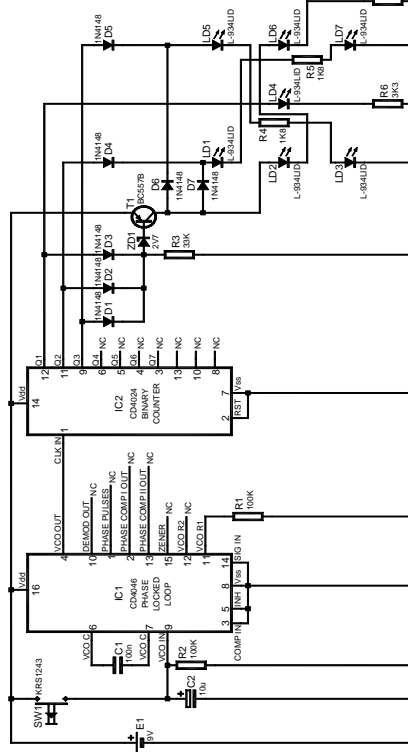 D5
1N4148
LD5
L-934LID
LD6
L-934LID
LD7
L-934LID
R5
1K8
LD4
L-934LID
R6
3K3
R4
1K8
D4
1N4148
LD1
L-934LID
LD2
L-934LID
LD3
L-934LID
D6
1N4148
D7
1N4148
T1
BC557B
ZD1
2V7
R3
33K
D3
1N4148
D2
1N4148
D1
1N4148
Q1
12
Q2
11
Q3
9
Q4
6
NC
Q5
5
NC
Q6
4
NC
Q7
3
NC
13
NC
10
NC
8
NC
Vdd
14
IC2
CD4024
BINARY
COUNTER
7
Vss
2
RST
CLK IN
1
VCO OUT
4
DEMOD OUT
10
NC
PHASE PULSES
1
NC
PHASE COMP I OUT
2
NC
PHASE COMP II OUT
13
NC
ZENER
15
NC
VCO R2
12
NC
VCO R1
11
R1
100K
Vdd
16
IC1
CD4046
PHASE
LOCKED
LOOP
14
SIG IN
8
Vss
5
INH
3
COMP IN
VCO C
6
C1
100n
VCO C
7
VCO IN
9
R2
100K
C2
10u
SW1
KRS1243
E1
9V